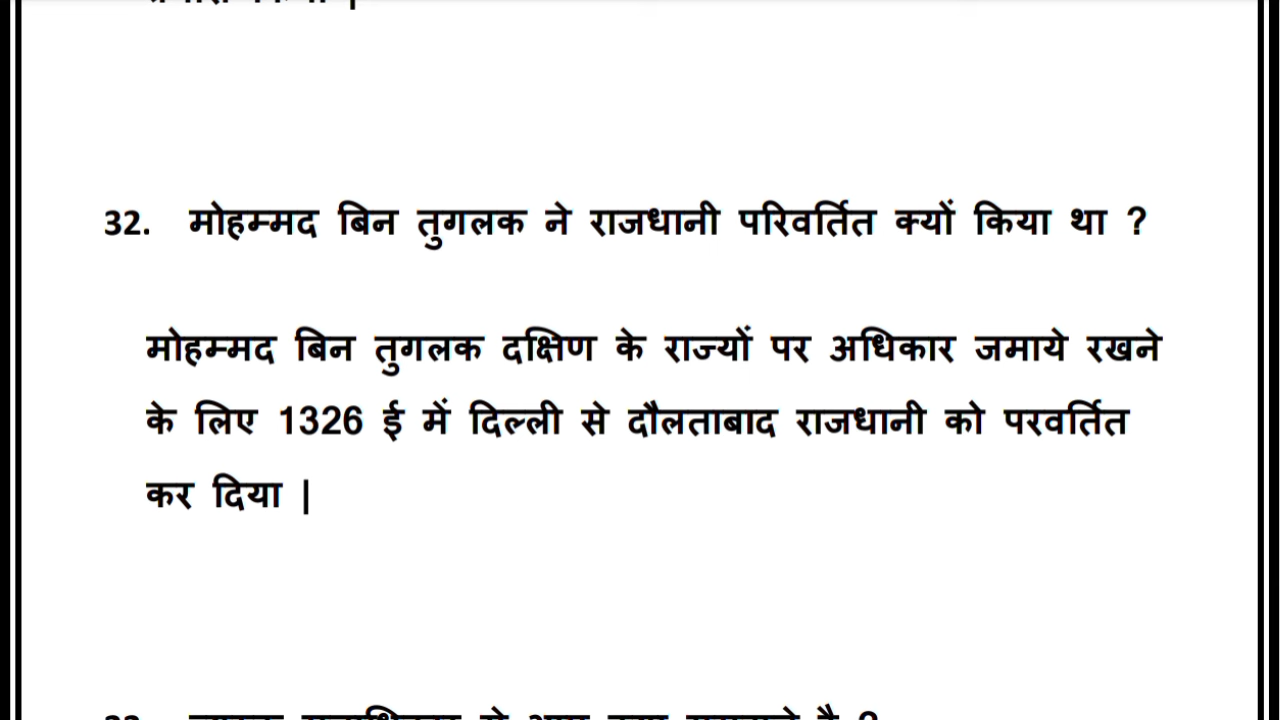 32. मोहम्मद बिन तुगलक ने राजधानी परिवर्तित क्यों किया था ?
मोहम्मद बिन तुगलक दक्षिण के राज्यों पर अधिकार जमाये रखने
के लिए 1326 ई में दिल्ली से दौलताबाद राजधानी को परवर्तित
कर दिया |